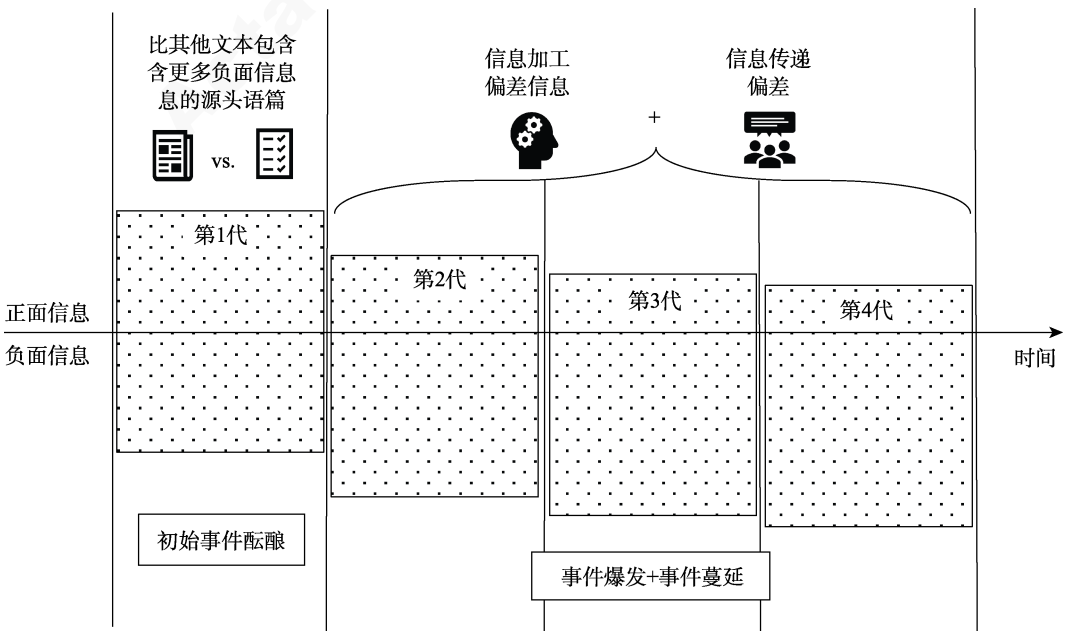 比其他文本包含
含更多负面信息
息的源头语篇
vs.
信息加工
偏差信息
+
信息传递
偏差
第1代
第2代
第3代
第4代
正面信息
负面信息
时间
初始事件酝酿
事件爆发+事件蔓延